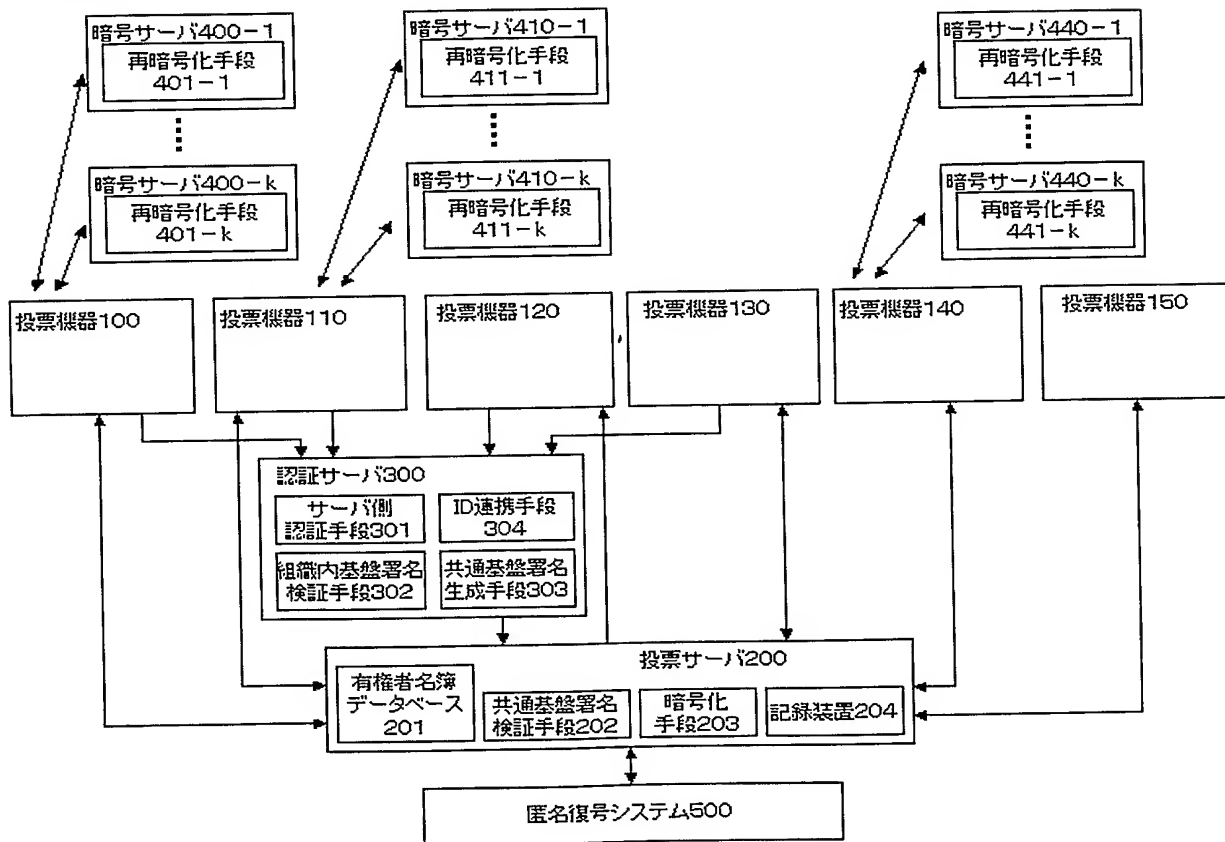 暗号サーバ400-1
再暗号化手段
401-1
暗号サーバ410-1
再暗号化手段
411-1
暗号サーバ440-1
再暗号化手段
441-1
暗号サーバ400-k
再暗号化手段
401-k
暗号サーバ410-k
再暗号化手段
411-k
暗号サーバ440-k
再暗号化手段
441-k
投票機器100
投票機器110
投票機器120
投票機器130
投票機器140
投票機器150
認証サーバ300
サーバ側
認証手段301
ID連携手段
304
組織内基盤署名
検証手段302
共通基盤署名
生成手段303
投票サーバ200
有権者名簿
データベース
201
共通基盤署名
検証手段202
暗号化
手段203
記録装置204
匿名復号システム500